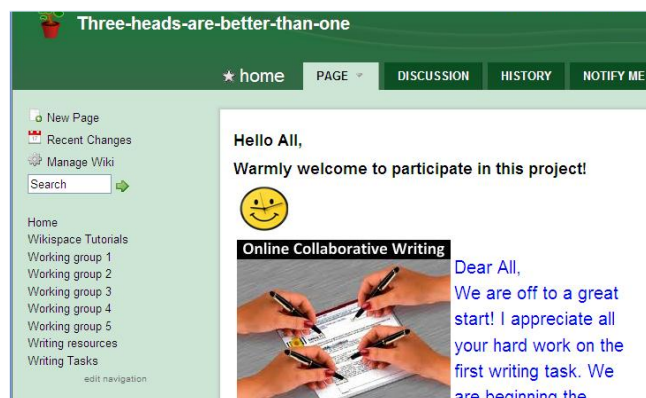 Three-heads-are-better-than-one
home PAGE DISCUSSION HISTORY NOTIFY ME
New Page
Recent Changes
Manage Wiki
Search
Home
Wikispace Tutorials
Working group 1
Working group 2
Working group 3
Working group 4
Working group 5
Writing resources
Writing Tasks
edit navigation
Hello All,
Warmly welcome to participate in this project!
Online Collaborative Writing
Dear All,
We are off to a great
start! I appreciate all
your hard work on the
first writing task. We
are beginning the